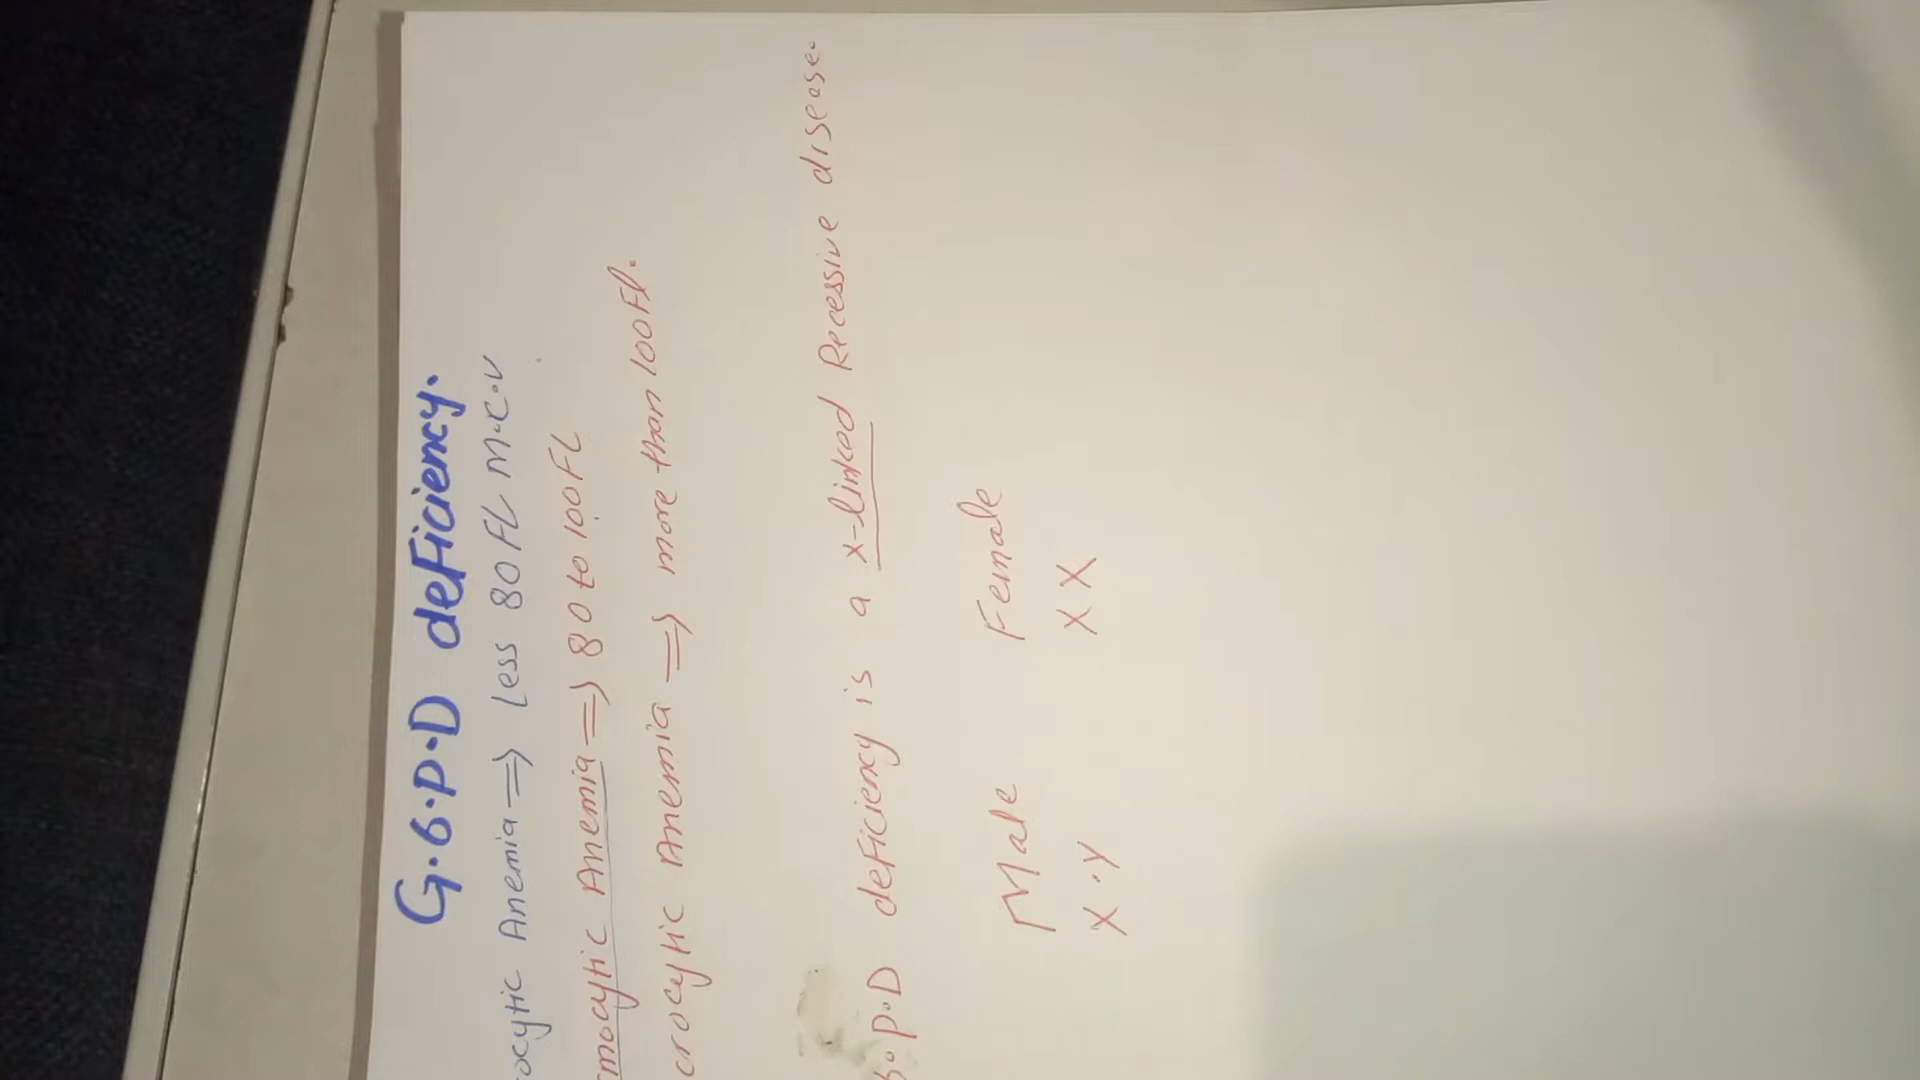 G.6.P.D deficiency.
ocytic Anemia => Less 80 FL M.C.V
mocytic Anemia => 80 to 100 FL
crocytic Anemia => more than 100 Fl.
6.P.D deficiency is a x-linked Recessive disease.
Male Female
X.Y XX